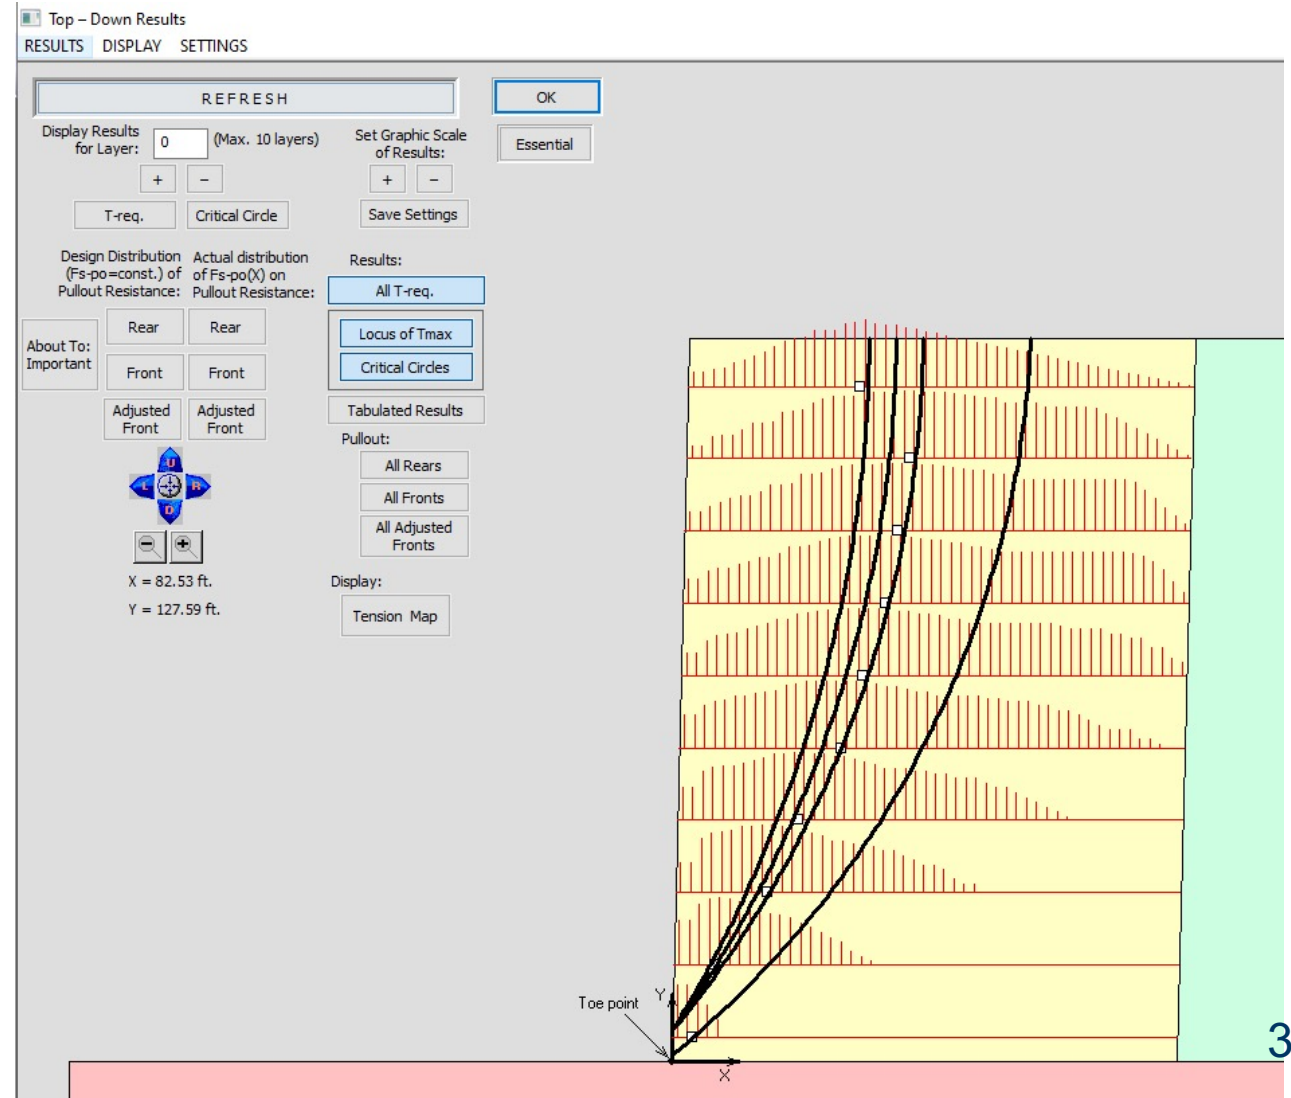 Top – Down Results
RESULTS DISPLAY SETTINGS
REFRESH
OK
Display Results
for Layer:
0
(Max. 10 layers)
Set Graphic Scale
of Results:
Essential
+ −
+ −
T-req.
Critical Circle
Save Settings
Design Distribution
(Fs-po=const.) of
Pullout Resistance:
Actual distribution
of Fs-po(X) on
Pullout Resistance:
Results:
All T-req.
About To:
Important
Rear
Rear
Locus of Tmax
Front
Front
Critical Circles
Adjusted
Front
Adjusted
Front
Tabulated Results
Pullout:
U
L
R
D
All Rears
All Fronts
All Adjusted
Fronts
X = 82.53 ft.
Y = 127.59 ft.
Display:
Tension Map
Toe point
Y
X
3